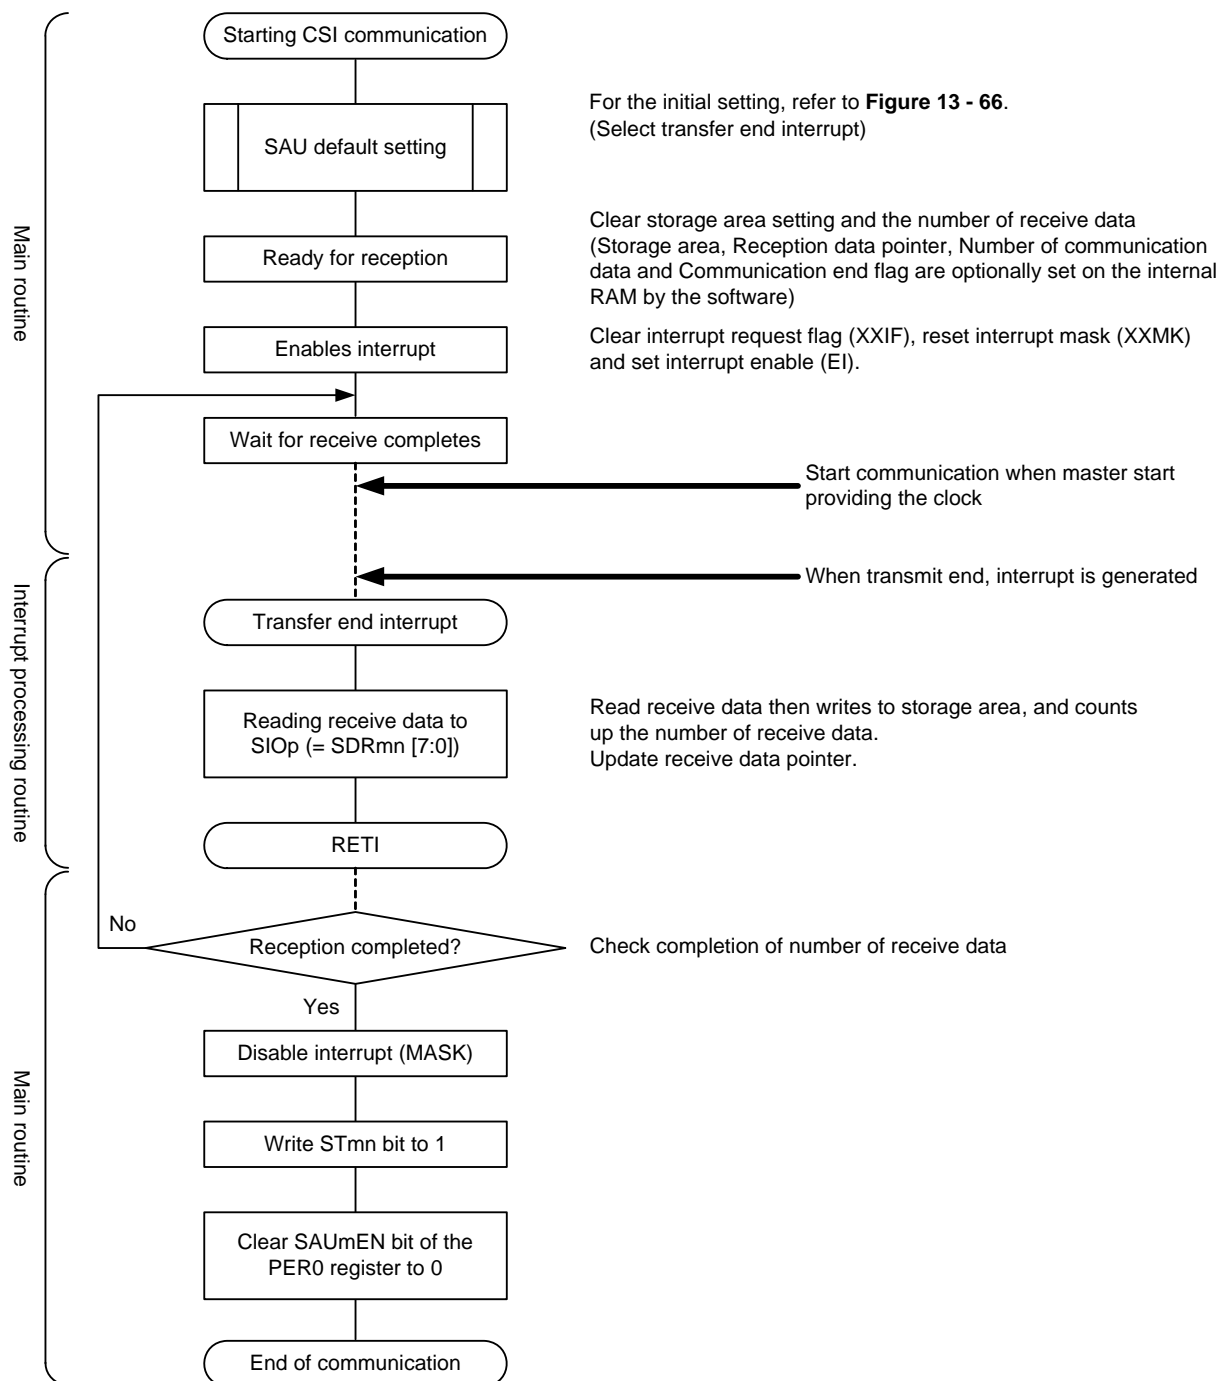 Starting CSI communication
SAU default setting
For the initial setting, refer to Figure 13 - 66.
(Select transfer end interrupt)
Main routine
Ready for reception
Clear storage area setting and the number of receive data
(Storage area, Reception data pointer, Number of communication
data and Communication end flag are optionally set on the internal
RAM by the software)
Enables interrupt
Clear interrupt request flag (XXIF), reset interrupt mask (XXMK)
and set interrupt enable (EI).
Wait for receive completes
Start communication when master start
providing the clock
When transmit end, interrupt is generated
Interrupt processing routine
Transfer end interrupt
Reading receive data to
SIOp (= SDRmn [7:0])
Read receive data then writes to storage area, and counts
up the number of receive data.
Update receive data pointer.
RETI
No
Reception completed?
Check completion of number of receive data
Yes
Main routine
Disable interrupt (MASK)
Write STmn bit to 1
Clear SAUmEN bit of the
PER0 register to 0
End of communication